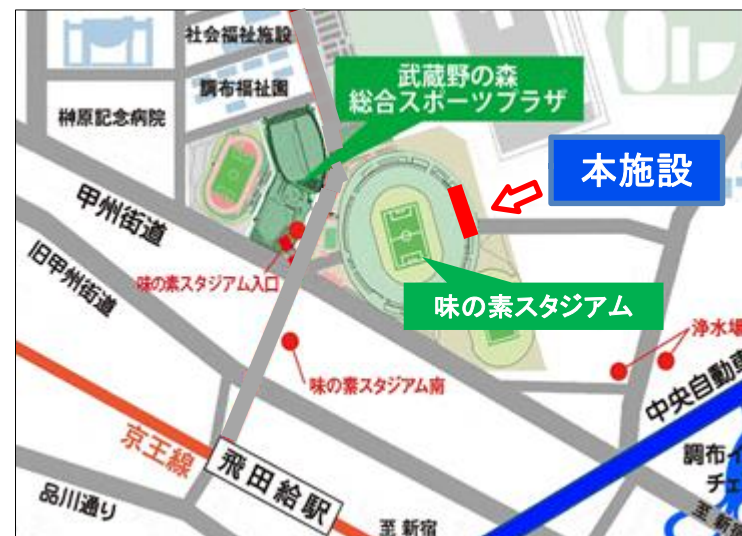 社会福祉施設
調布福祉園
榊原記念病院
武蔵野の森
総合スポーツプラザ
本施設
甲州街道
旧甲州街道
味の素スタジアム入口
味の素スタジアム
味の素スタジアム南
浄水場
中央自動車
京王線
飛田給駅
品川通り
至 新宿
調布イ
チェ
至 新宿